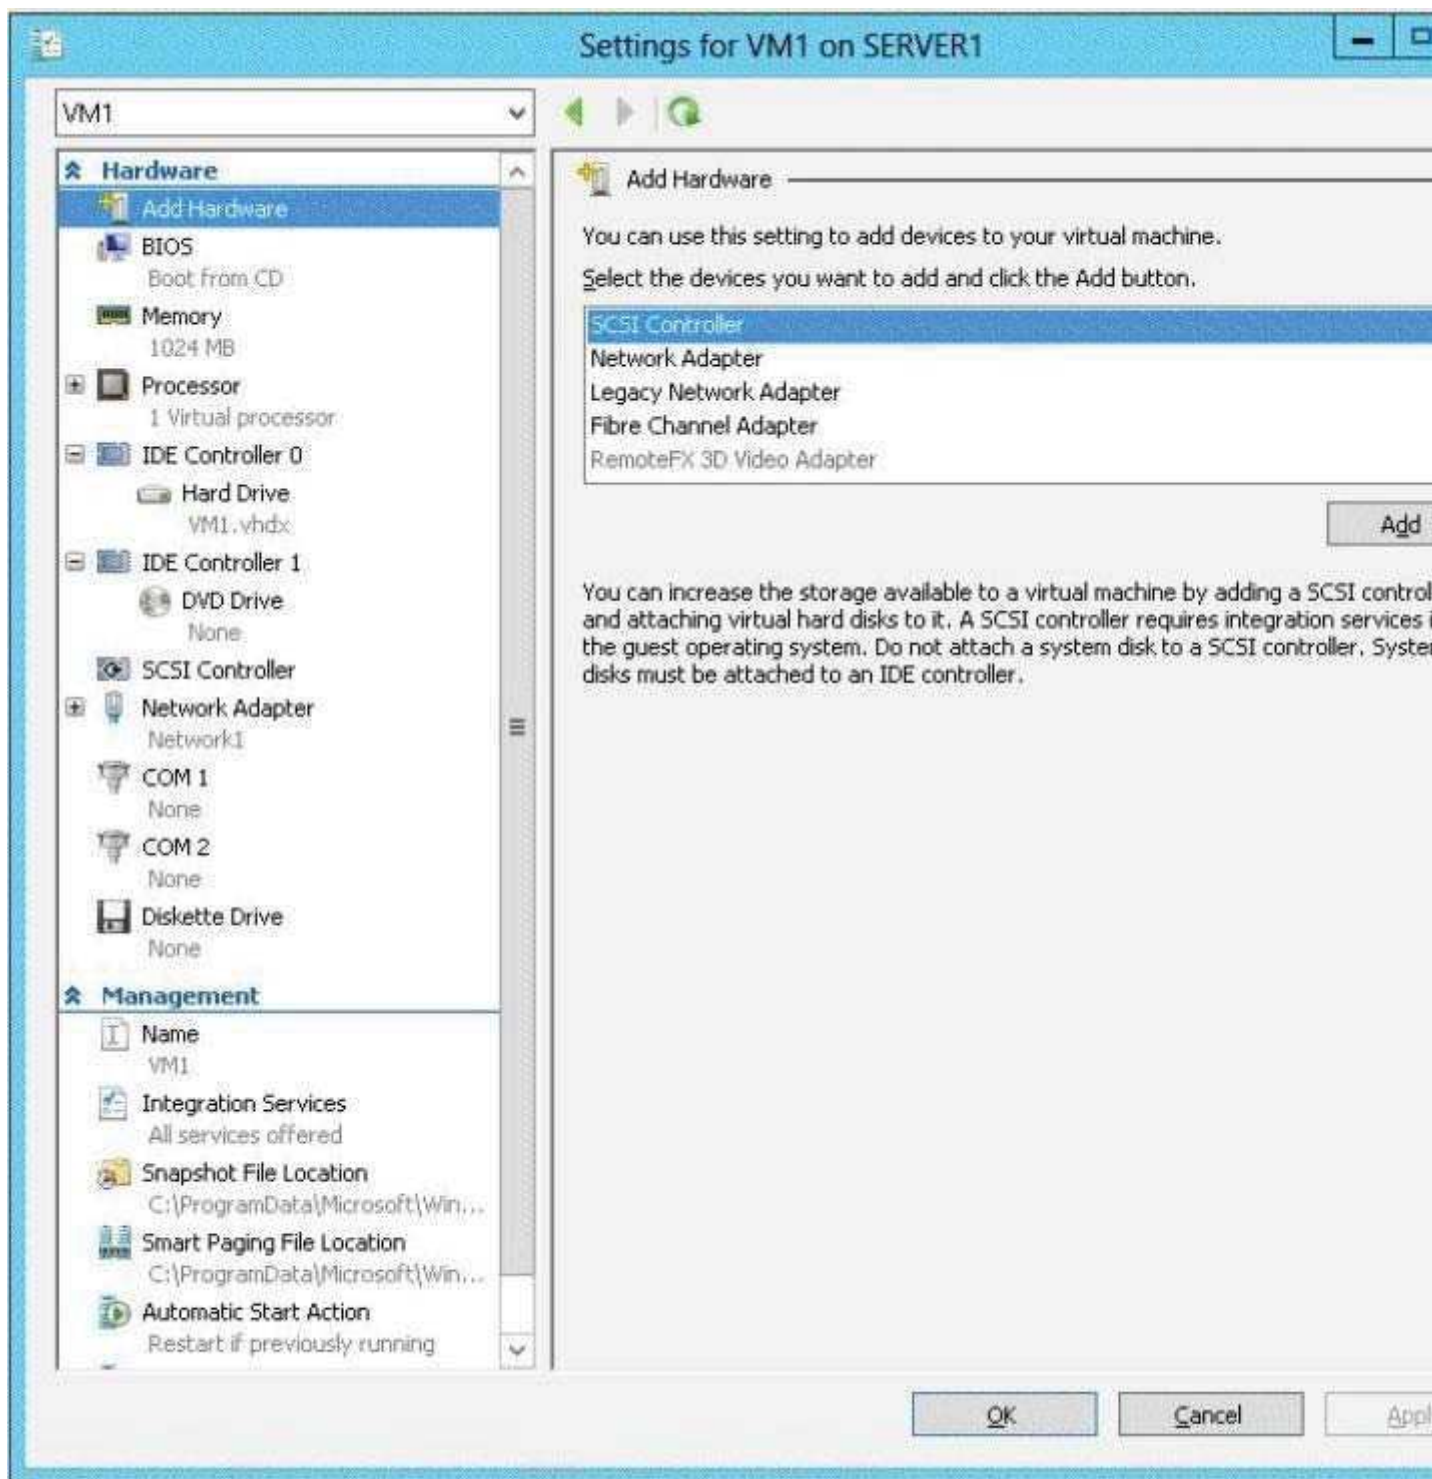 Settings for VM1 on SERVER1
VM1
Hardware
Add Hardware
BIOS
Boot from CD
Memory
1024 MB
Processor
1 Virtual processor
IDE Controller 0
Hard Drive
VM1.vhdx
IDE Controller 1
DVD Drive
None
SCSI Controller
Network Adapter
Network1
COM 1
None
COM 2
None
Diskette Drive
None
Management
Name
VM1
Integration Services
All services offered
Snapshot File Location
C:\ProgramData\Microsoft\Win...
Smart Paging File Location
C:\ProgramData\Microsoft\Win...
Automatic Start Action
Restart if previously running
Add Hardware
You can use this setting to add devices to your virtual machine.
Select the devices you want to add and click the Add button.
SCSI Controller
Network Adapter
Legacy Network Adapter
Fibre Channel Adapter
RemoteFX 3D Video Adapter
Add
You can increase the storage available to a virtual machine by adding a SCSI controll
and attaching virtual hard disks to it. A SCSI controller requires integration services i
the guest operating system. Do not attach a system disk to a SCSI controller. Syste
disks must be attached to an IDE controller.
OK
Cancel
Appl